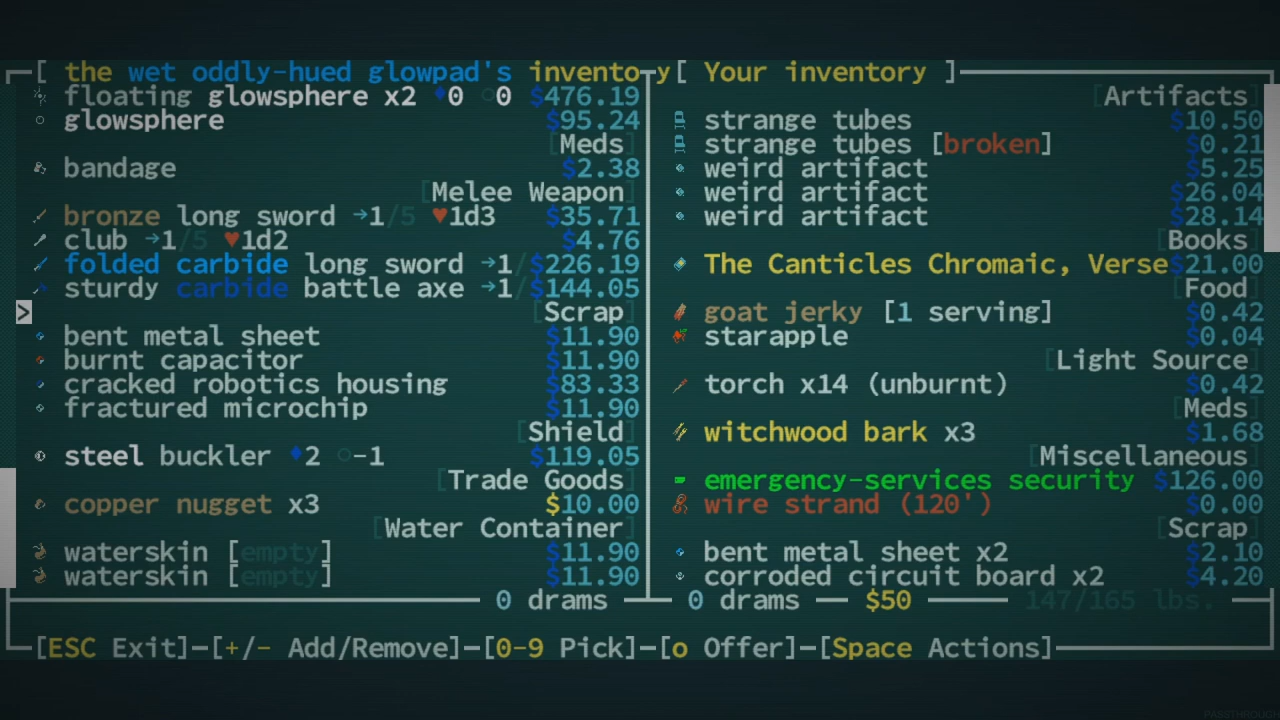 [ the wet oddly-hued glowpad's inventory
floating glowsphere x2 ♦0 ○0 $476.19
glowsphere $95.24
[Meds]
bandage $2.38
[Melee Weapon]
bronze long sword →1/5 ♥1d3 $35.71
club →1/5 ♥1d2 $4.76
folded carbide long sword →1/ $226.19
sturdy carbide battle axe →1/ $144.05
> [Scrap]
bent metal sheet $11.90
burnt capacitor $11.90
cracked robotics housing $83.33
fractured microchip $11.90
[Shield]
steel buckler ♦2 ○-1 $119.05
[Trade Goods]
copper nugget x3 $10.00
[Water Container]
waterskin [empty] $11.90
waterskin [empty] $11.90
0 drams
[ Your inventory ]
[Artifacts]
strange tubes $10.50
strange tubes [broken] $0.21
weird artifact $5.25
weird artifact $26.04
weird artifact $28.14
[Books]
The Canticles Chromaic, Verse $21.00
[Food]
goat jerky [1 serving] $0.42
starapple $0.04
[Light Source]
torch x14 (unburnt) $0.42
[Meds]
witchwood bark x3 $1.68
[Miscellaneous]
emergency-services security $126.00
wire strand (120') $0.00
[Scrap]
bent metal sheet x2 $2.10
corroded circuit board x2 $4.20
0 drams — $50 — 147/165 lbs.
[ESC Exit]-[+/- Add/Remove]-[0-9 Pick]-[o Offer]-[Space Actions]